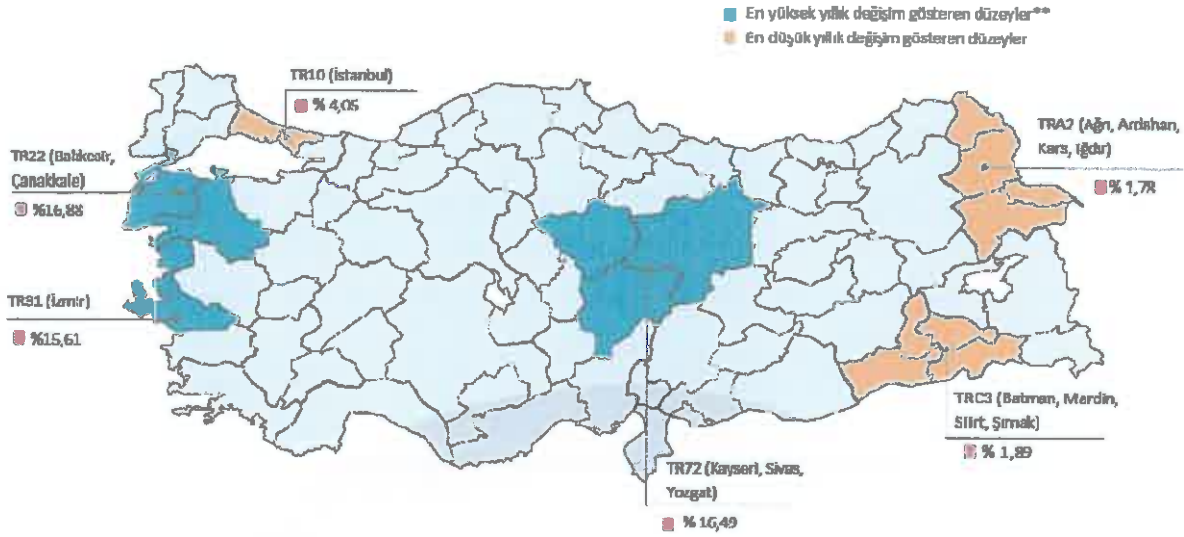 En yüksek yıllık değişim gösteren düzeyler**
En düşük yıllık değişim gösteren düzeyler
TR10 (İstanbul)
% 4,05
TR22 (Balıkesir,
Çanakkale)
%16,88
TR31 (İzmir)
%15,61
TRA2 (Ağrı, Ardahan,
Kars, Iğdır)
% 1,78
TRC3 (Batman, Mardin,
Siirt, Şırnak)
% 1,89
TR72 (Kayseri, Sivas,
Yozgat)
% 16,49